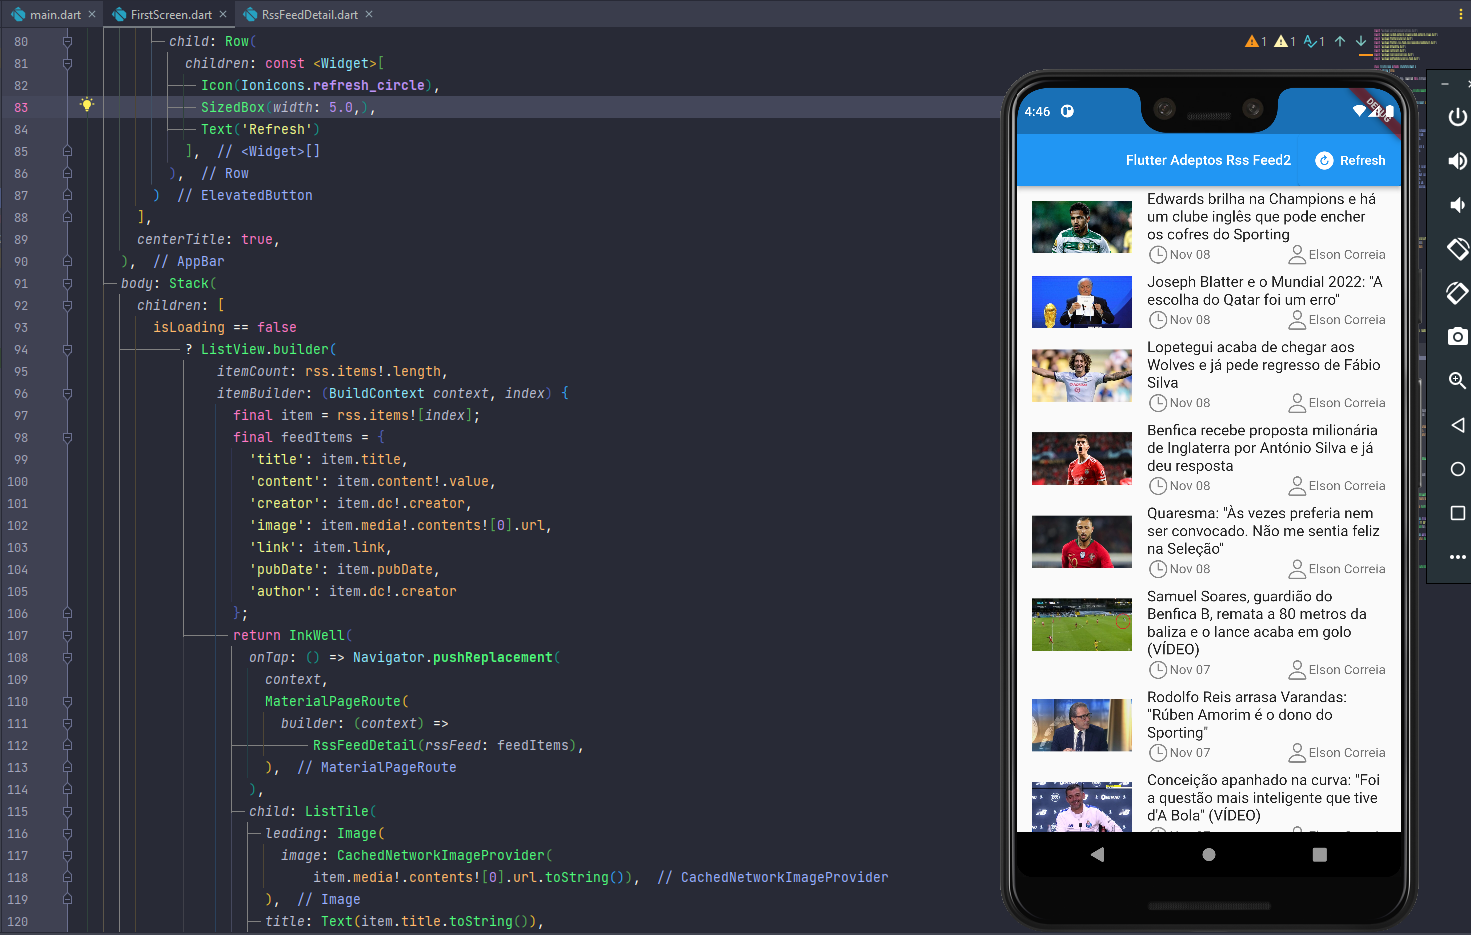 main.dart
FirstScreen.dart
RssFeedDetail.dart
80 child: Row(
81 children: const <Widget>[
82 Icon(Ionicons.refresh_circle),
83 SizedBox(width: 5.0,),
84 Text('Refresh')
85 ], // <Widget>[]
86 ), // Row
87 ) // ElevatedButton
88 ],
89 centerTitle: true,
90 ), // AppBar
91 body: Stack(
92 children: [
93 isLoading == false
94 ? ListView.builder(
95 itemCount: rss.items!.length,
96 itemBuilder: (BuildContext context, index) {
97 final item = rss.items![index];
98 final feedItems = {
99 'title': item.title,
100 'content': item.content!.value,
101 'creator': item.dc!.creator,
102 'image': item.media!.contents![0].url,
103 'link': item.link,
104 'pubDate': item.pubDate,
105 'author': item.dc!.creator
106 };
107 return InkWell(
108 onTap: () => Navigator.pushReplacement(
109 context,
110 MaterialPageRoute(
111 builder: (context) =>
112 RssFeedDetail(rssFeed: feedItems),
113 ), // MaterialPageRoute
114 ),
115 child: ListTile(
116 leading: Image(
117 image: CachedNetworkImageProvider(
118 item.media!.contents![0].url.toString()), // CachedNetworkImageProvider
119 ), // Image
120 title: Text(item.title.toString()),
1 1 1
4:46
DEBUG
Flutter Adeptos Rss Feed2
Refresh
Edwards brilha na Champions e há
um clube inglês que pode encher
os cofres do Sporting
Nov 08 Elson Correia
Joseph Blatter e o Mundial 2022: "A
escolha do Qatar foi um erro"
Nov 08 Elson Correia
Lopetegui acaba de chegar aos
Wolves e já pede regresso de Fábio
Silva
Nov 08 Elson Correia
Benfica recebe proposta milionária
de Inglaterra por António Silva e já
deu resposta
Nov 08 Elson Correia
Quaresma: "Às vezes preferia nem
ser convocado. Não me sentia feliz
na Seleção"
Nov 08 Elson Correia
Samuel Soares, guardião do
Benfica B, remata a 80 metros da
baliza e o lance acaba em golo
(VÍDEO)
Nov 07 Elson Correia
Rodolfo Reis arrasa Varandas:
"Rúben Amorim é o dono do
Sporting"
Nov 07 Elson Correia
Conceição apanhado na curva: "Foi
a questão mais inteligente que tive
d'A Bola" (VÍDEO)